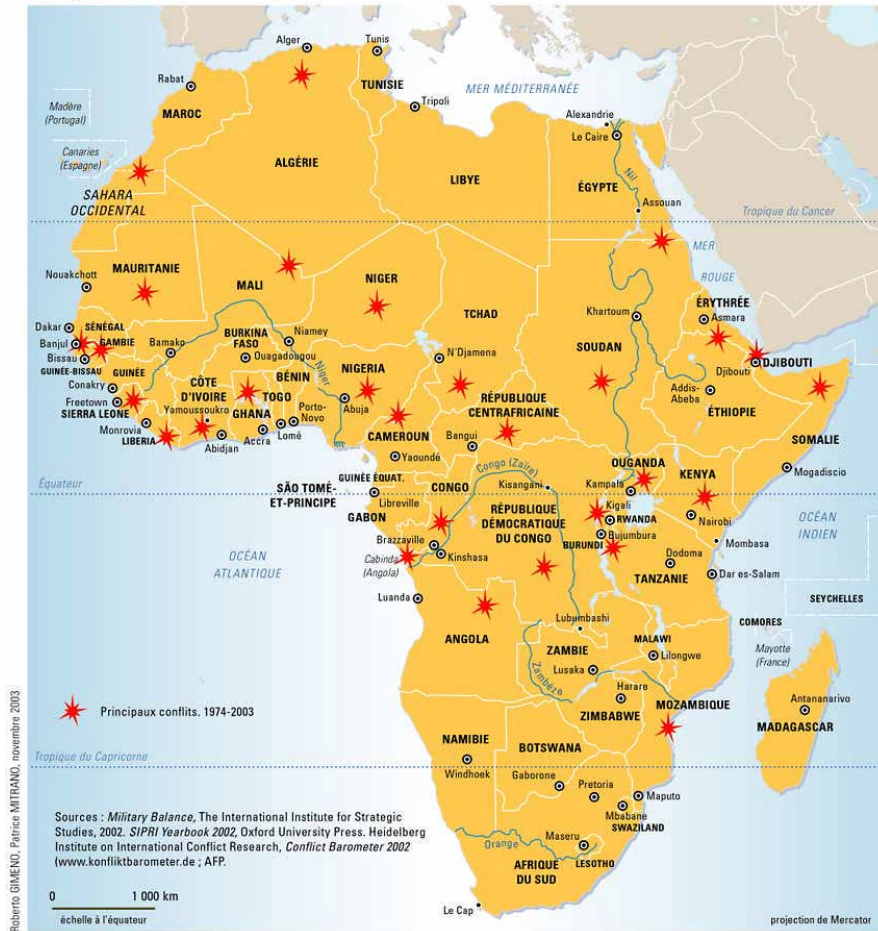 Alger
Tunis
Rabat
TUNISIE
MER MÉDITERRANÉE
Madère
(Portugal)
MAROC
Tripoli
Alexandrie
Le Caire
Canaries
(Espagne)
ALGÉRIE
LIBYE
ÉGYPTE
Nil
SAHARA
OCCIDENTAL
Assouan
Tropique du Cancer
MER
ROUGE
MAURITANIE
MALI
NIGER
Nouakchott
TCHAD
ÉRYTHRÉE
Asmara
Khartoum
Dakar
SÉNÉGAL
Banjul
GAMBIE
Bissau
GUINÉE-BISSAU
Bamako
BURKINA
FASO
Niamey
Ouagadougou
N'Djamena
SOUDAN
DJIBOUTI
Djibouti
GUINÉE
Conakry
Freetown
SIERRA LEONE
CÔTE
D'IVOIRE
Yamoussoukro
BÉNIN
TOGO
GHANA
Niger
NIGERIA
Abuja
Porto-
Novo
Addis-
Abeba
ÉTHIOPIE
RÉPUBLIQUE
CENTRAFRICAINE
Monrovia
LIBERIA
Abidjan
Accra
Lomé
CAMEROUN
Bangui
Yaoundé
SOMALIE
Mogadiscio
GUINÉE ÉQUAT.
Congo (Zaïre)
Kisangani
OUGANDA
Kampala
KENYA
Équateur
SÃO TOMÉ-
ET-PRINCIPE
Libreville
GABON
CONGO
RÉPUBLIQUE
DÉMOCRATIQUE
DU CONGO
Kigali
RWANDA
BURUNDI
Bujumbura
Nairobi
Mombasa
OCÉAN
INDIEN
OCÉAN
ATLANTIQUE
Brazzaville
Kinshasa
Cabinda
(Angola)
Dodoma
TANZANIE
Dar es-Salam
SEYCHELLES
Luanda
ANGOLA
Lubumbashi
ZAMBIE
Lusaka
Zambèze
MALAWI
Lilongwe
COMORES
Mayotte
(France)
Harare
ZIMBABWE
MOZAMBIQUE
Antananarivo
MADAGASCAR
Principaux conflits. 1974-2003
NAMIBIE
Windhoek
BOTSWANA
Gaborone
Tropique du Capricorne
Pretoria
Maputo
Mbabane
SWAZILAND
Maseru
LESOTHO
Orange
AFRIQUE
DU SUD
Le Cap
Sources : Military Balance, The International Institute for Strategic
Studies, 2002. SIPRI Yearbook 2002, Oxford University Press. Heidelberg
Institute on International Conflict Research, Conflict Barometer 2002
(www.konfliktbarometer.de ; AFP.
0 1 000 km
échelle à l'équateur
projection de Mercator
Roberto GIMENO, Patrice MITRANO, novembre 2003